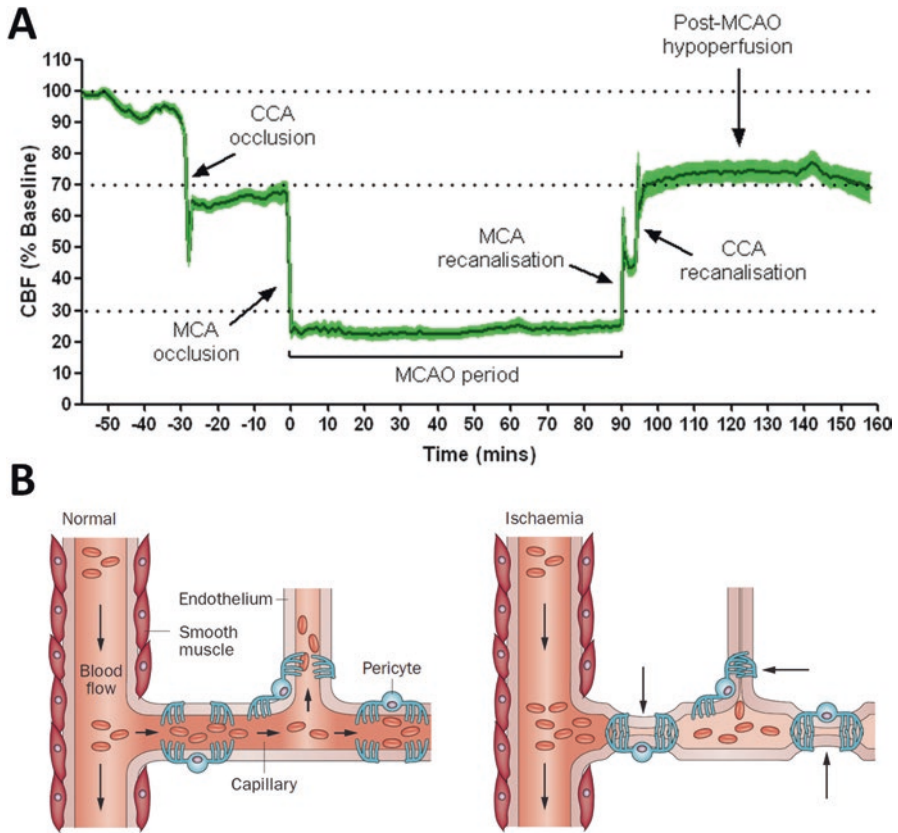 A
Post-MCAO
hypoperfusion
110
100
90
80
70
60
50
40
30
20
10
0
CBF (% Baseline)
CCA
occlusion
MCA
occlusion
MCA
recanalisation
CCA
recanalisation
MCAO period
-50 -40 -30 -20 -10 0 10 20 30 40 50 60 70 80 90 100 110 120 130 140 150 160
Time (mins)
B
Normal
Endothelium
Smooth
muscle
Blood
flow
Pericyte
Capillary
Ischaemia